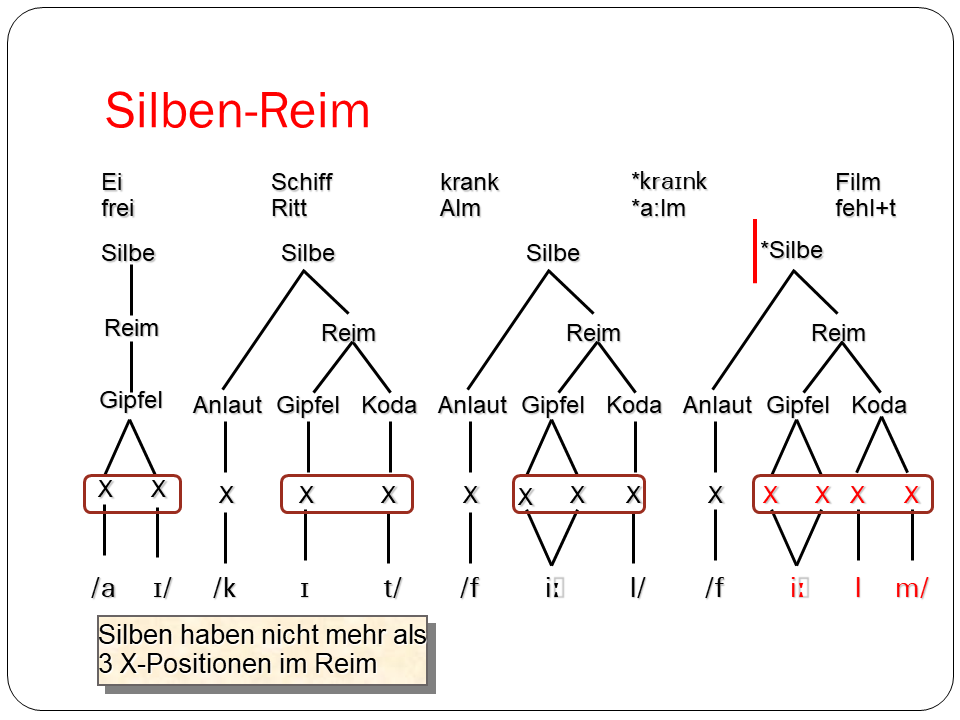 Silben-Reim
Ei Schiff krank *kraɪnk Film
frei Ritt Alm *a:lm fehl+t
Silbe Silbe Silbe *Silbe
Reim Reim Reim Reim
Gipfel Anlaut Gipfel Koda Anlaut Gipfel Koda Anlaut Gipfel Koda
X X X X X X X X X X X X X X
/a ɪ/ /k ɪ t/ /f i: l/ /f i: l m/
Silben haben nicht mehr als
3 X-Positionen im Reim